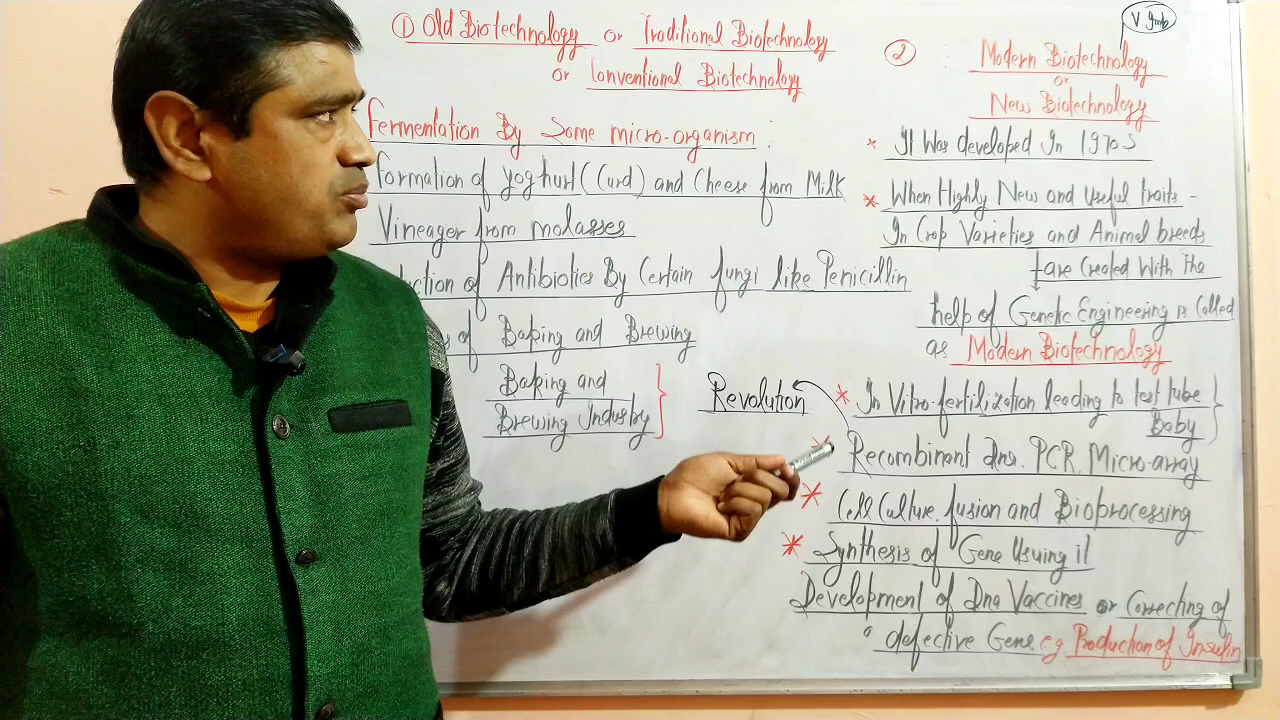 ① Old Biotechnology or Traditional Biotechnology
or Conventional Biotechnology
Fermentation By Some micro-organism :
Formation of Yoghurt (Curd) and Cheese from Milk
Vineager from molasses
ction of Antibiotics By Certain fungi like Penicillin
of Baking and Brewing
Baking and
Brewing Industry
V Imp
②
Modern Biotechnology
or
New Biotechnology
* It Was developed In 1970s
* When Highly New and Useful traits -
In Crop Varieties and Animal breeds
are Created With the
help of Genetic Engineering is Called
as Modern Biotechnology
Revolution
* In Vitro-fertilization leading to test tube
Baby
* Recombinant Dna. PCR. Micro-array
* Cell Culture. fusion and Bioprocessing
* Synthesis of Gene Usuing it
Development of Dna Vaccines or Correcting of
defective Gene e.g Production of Insulin